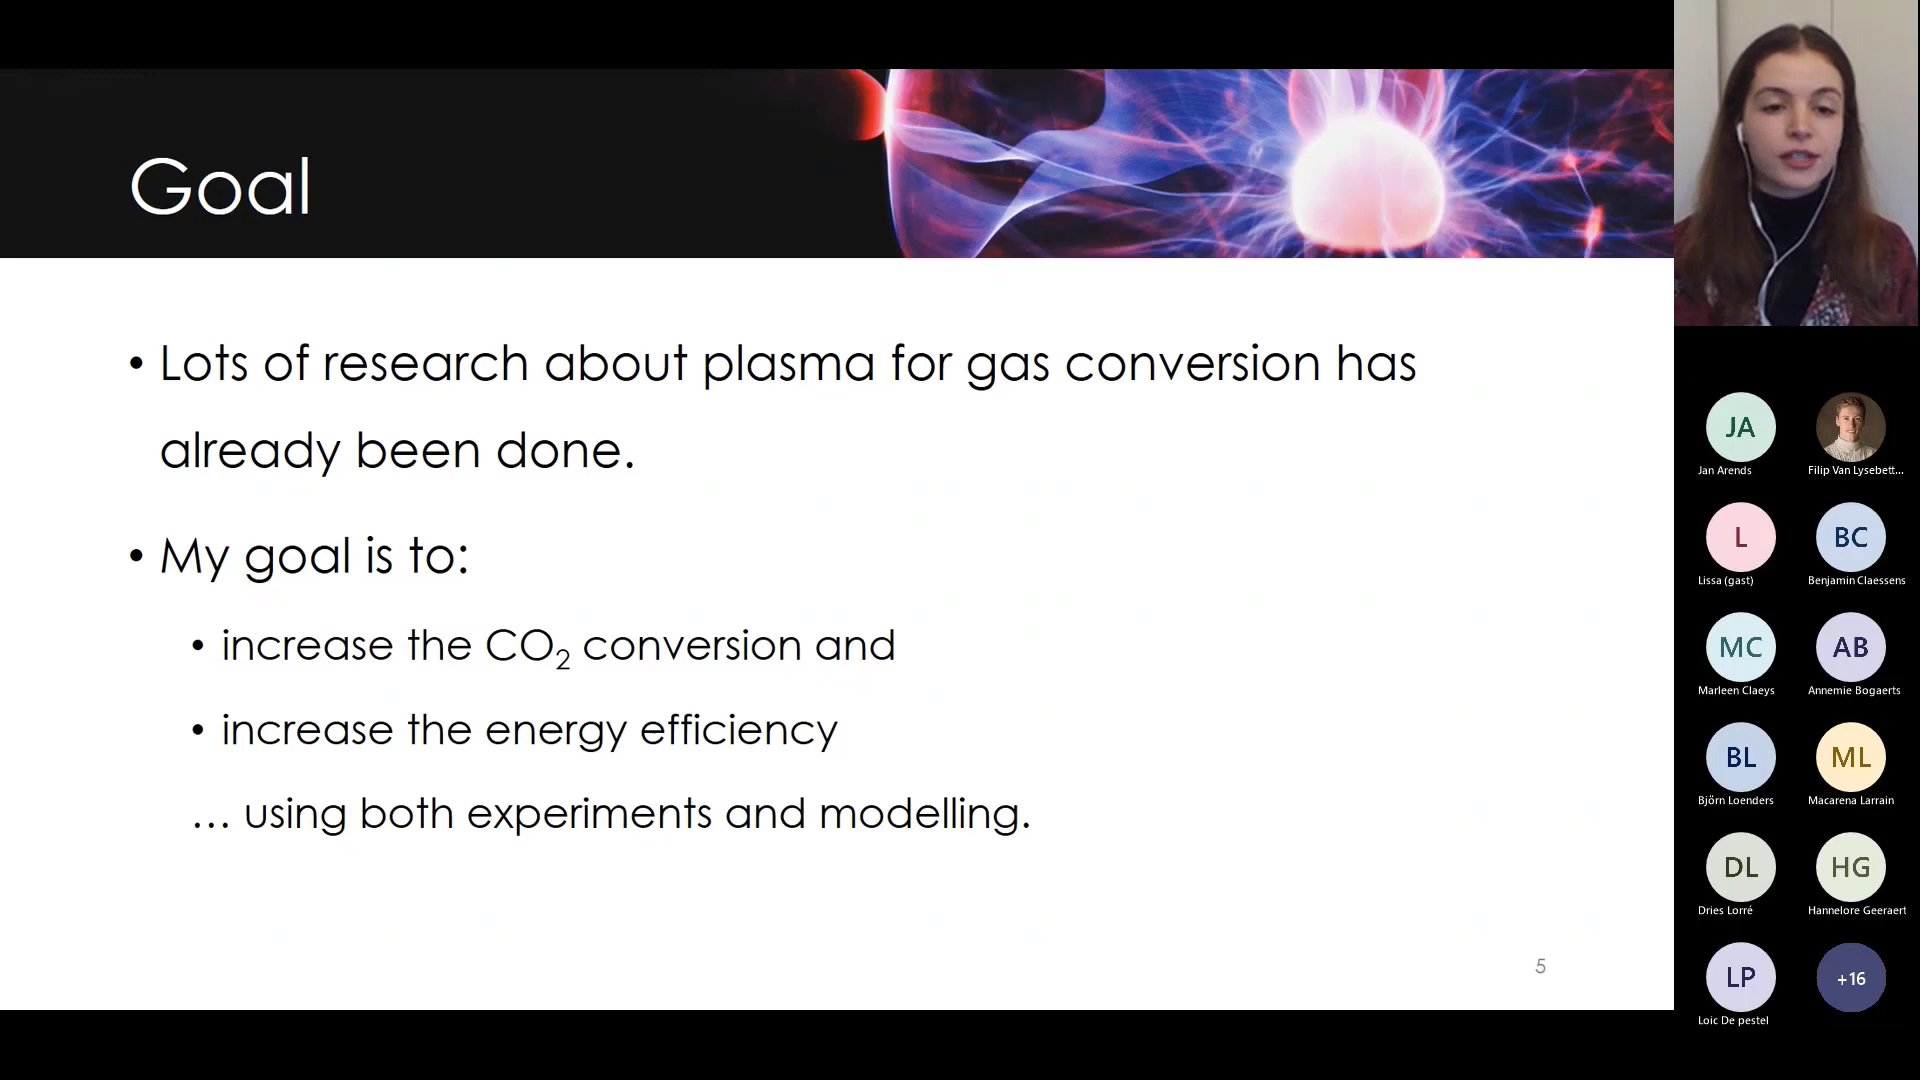 Goal
• Lots of research about plasma for gas conversion has
already been done.
• My goal is to:
• increase the CO₂ conversion and
• increase the energy efficiency
… using both experiments and modelling.
5
JA
Jan Arends
Filip Van Lysebett...
L
Lissa (gast)
BC
Benjamin Claessens
MC
Marleen Claeys
AB
Annemie Bogaerts
BL
Björn Loenders
ML
Macarena Larrain
DL
Dries Lorré
HG
Hannelore Geeraert
LP
Loic De pestel
+16